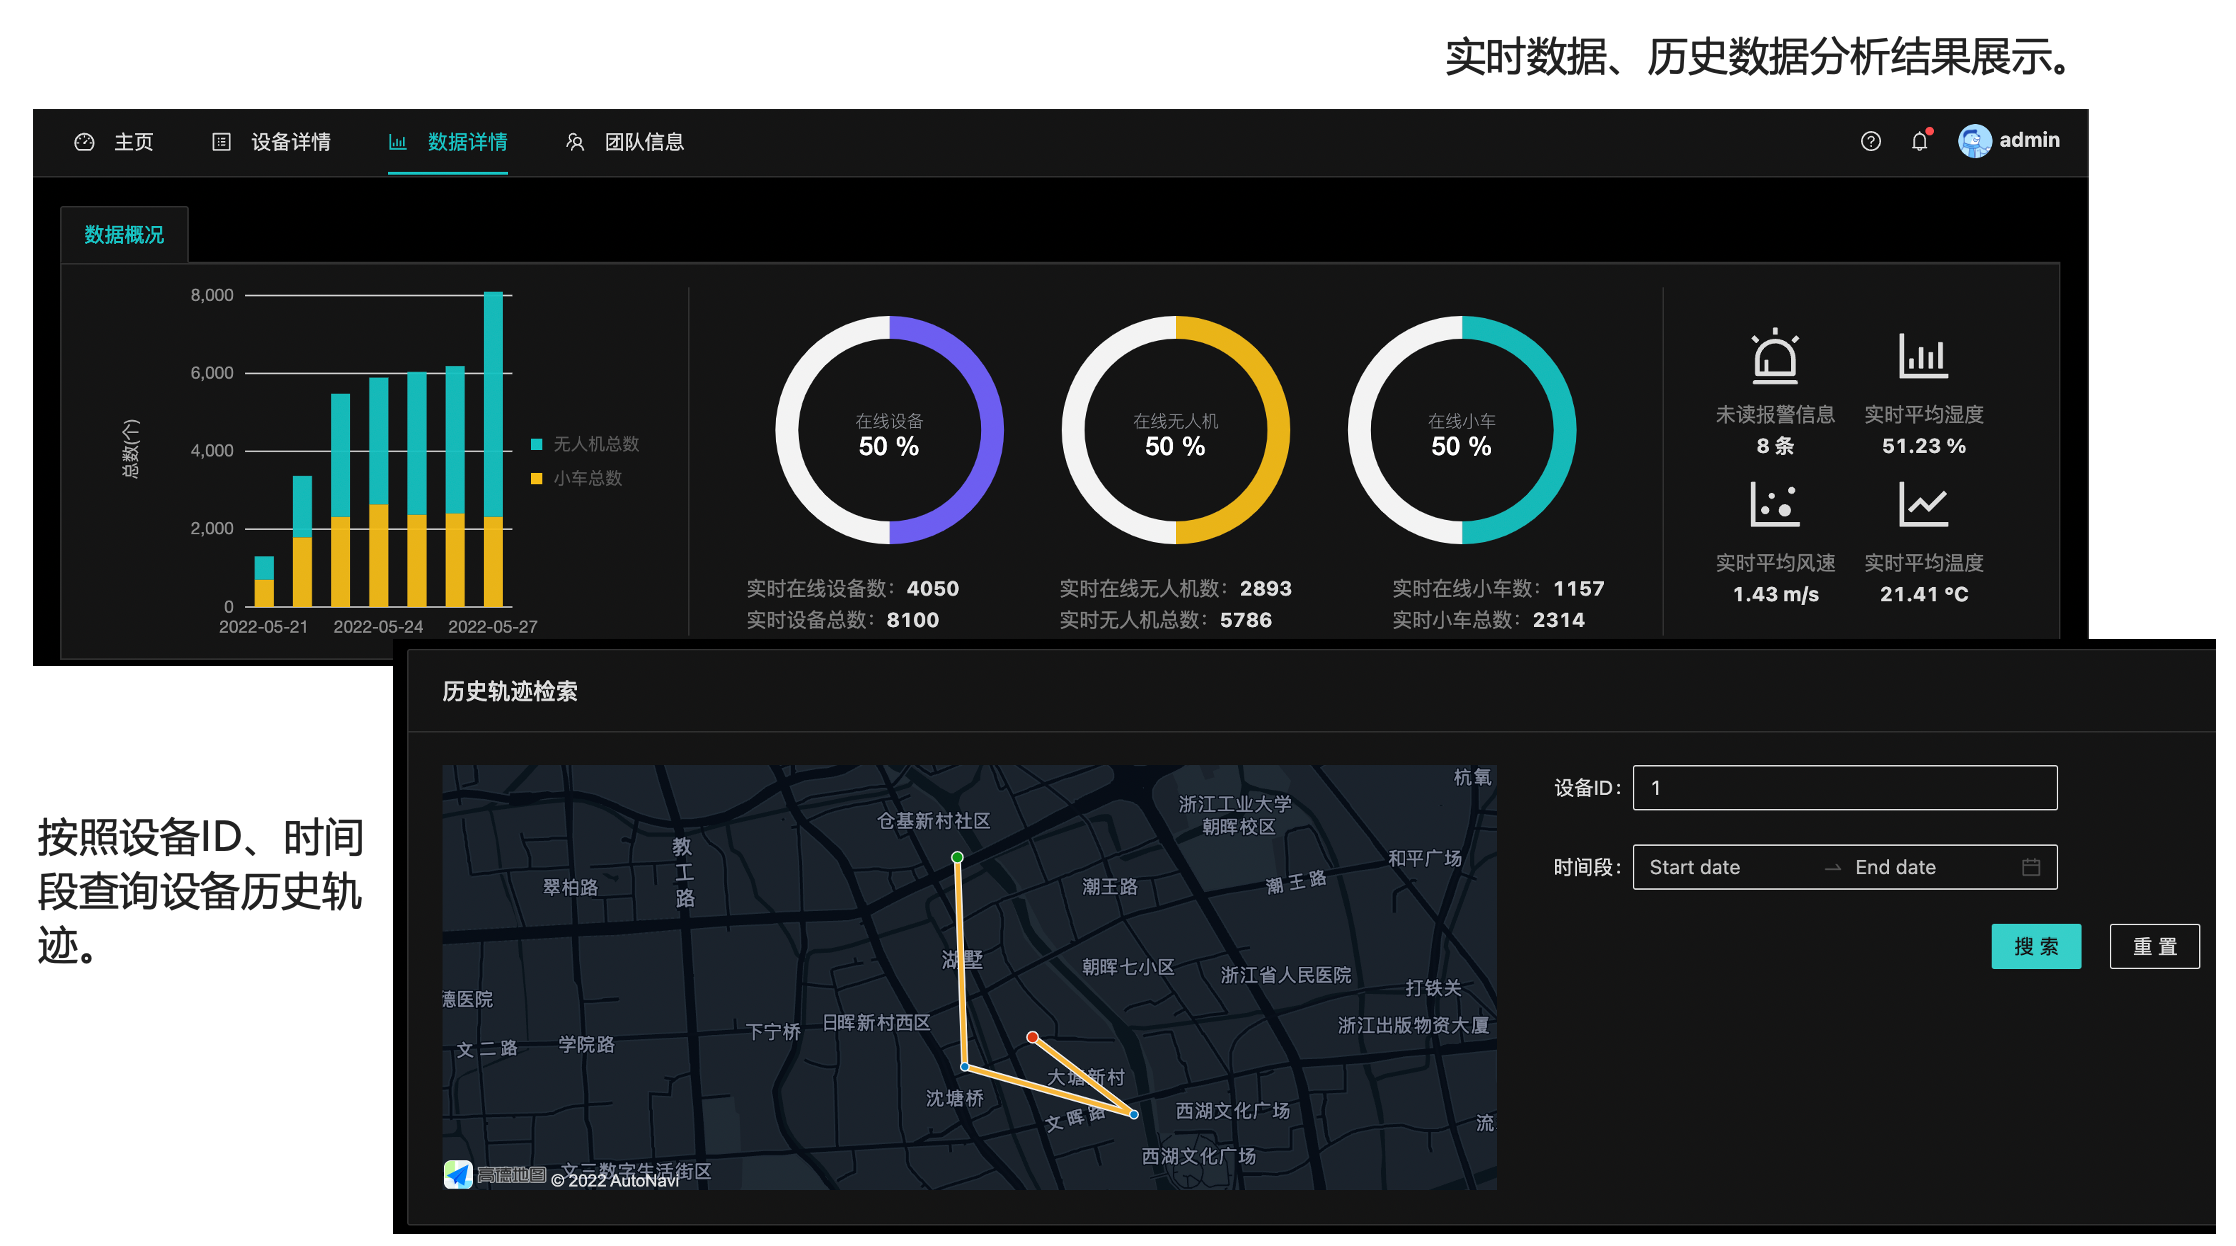 实时数据、历史数据分析结果展示。
主页 设备详情 数据详情 团队信息 admin
数据概况
8,000
6,000
4,000
2,000
0
总数(个)
2022-05-21 2022-05-24 2022-05-27
无人机总数
小车总数
在线设备
50 %
实时在线设备数：4050
实时设备总数：8100
在线无人机
50 %
实时在线无人机数：2893
实时无人机总数：5786
在线小车
50 %
实时在线小车数：1157
实时小车总数：2314
未读报警信息
8 条
实时平均湿度
51.23 %
实时平均风速
1.43 m/s
实时平均温度
21.41 °C
按照设备ID、时间
段查询设备历史轨
迹。
历史轨迹检索
杭氧
浙江工业大学
朝晖校区
仓基新村社区
教工路
和平广场
翠柏路
潮王路
潮王路
湖墅
朝晖七小区
浙江省人民医院
打铁关
德医院
日晖新村西区
下宁桥
浙江出版物资大厦
文二路
学院路
大塘新村
沈塘桥
文晖路
西湖文化广场
流
西湖文化广场
文三数字生活街区
高德地图
© 2022 AutoNavi
设备ID： 1
时间段： Start date End date
搜 索 重 置